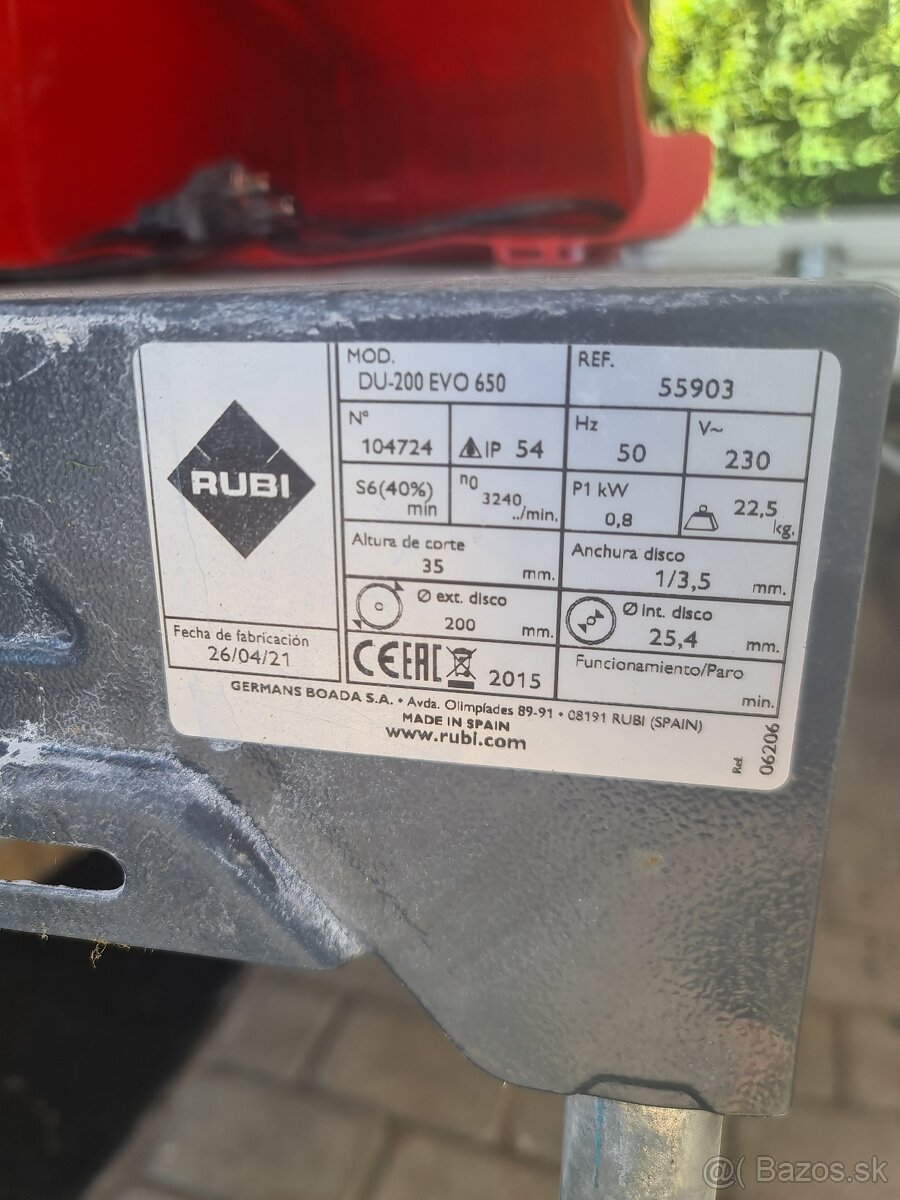 RUBI
Fecha de fabricación
26/04/21
MOD.
DU-200 EVO 650
REF.
55903
Nº
104724
IP 54
Hz
50
V~
230
S6(40%)
min
n0
3240
../min.
P1 kW
0,8
22,5
kg.
Altura de corte
35 mm.
Anchura disco
1/3,5 mm.
Ø ext. disco
200 mm.
Ø int. disco
25,4 mm.
CE EAC 2015
Funcionamiento/Paro
min.
GERMANS BOADA S.A. • Avda. Olimpíades 89-91 • 08191 RUBI (SPAIN)
MADE IN SPAIN
www.rubi.com
Ref.
06206
@( Bazos.sk